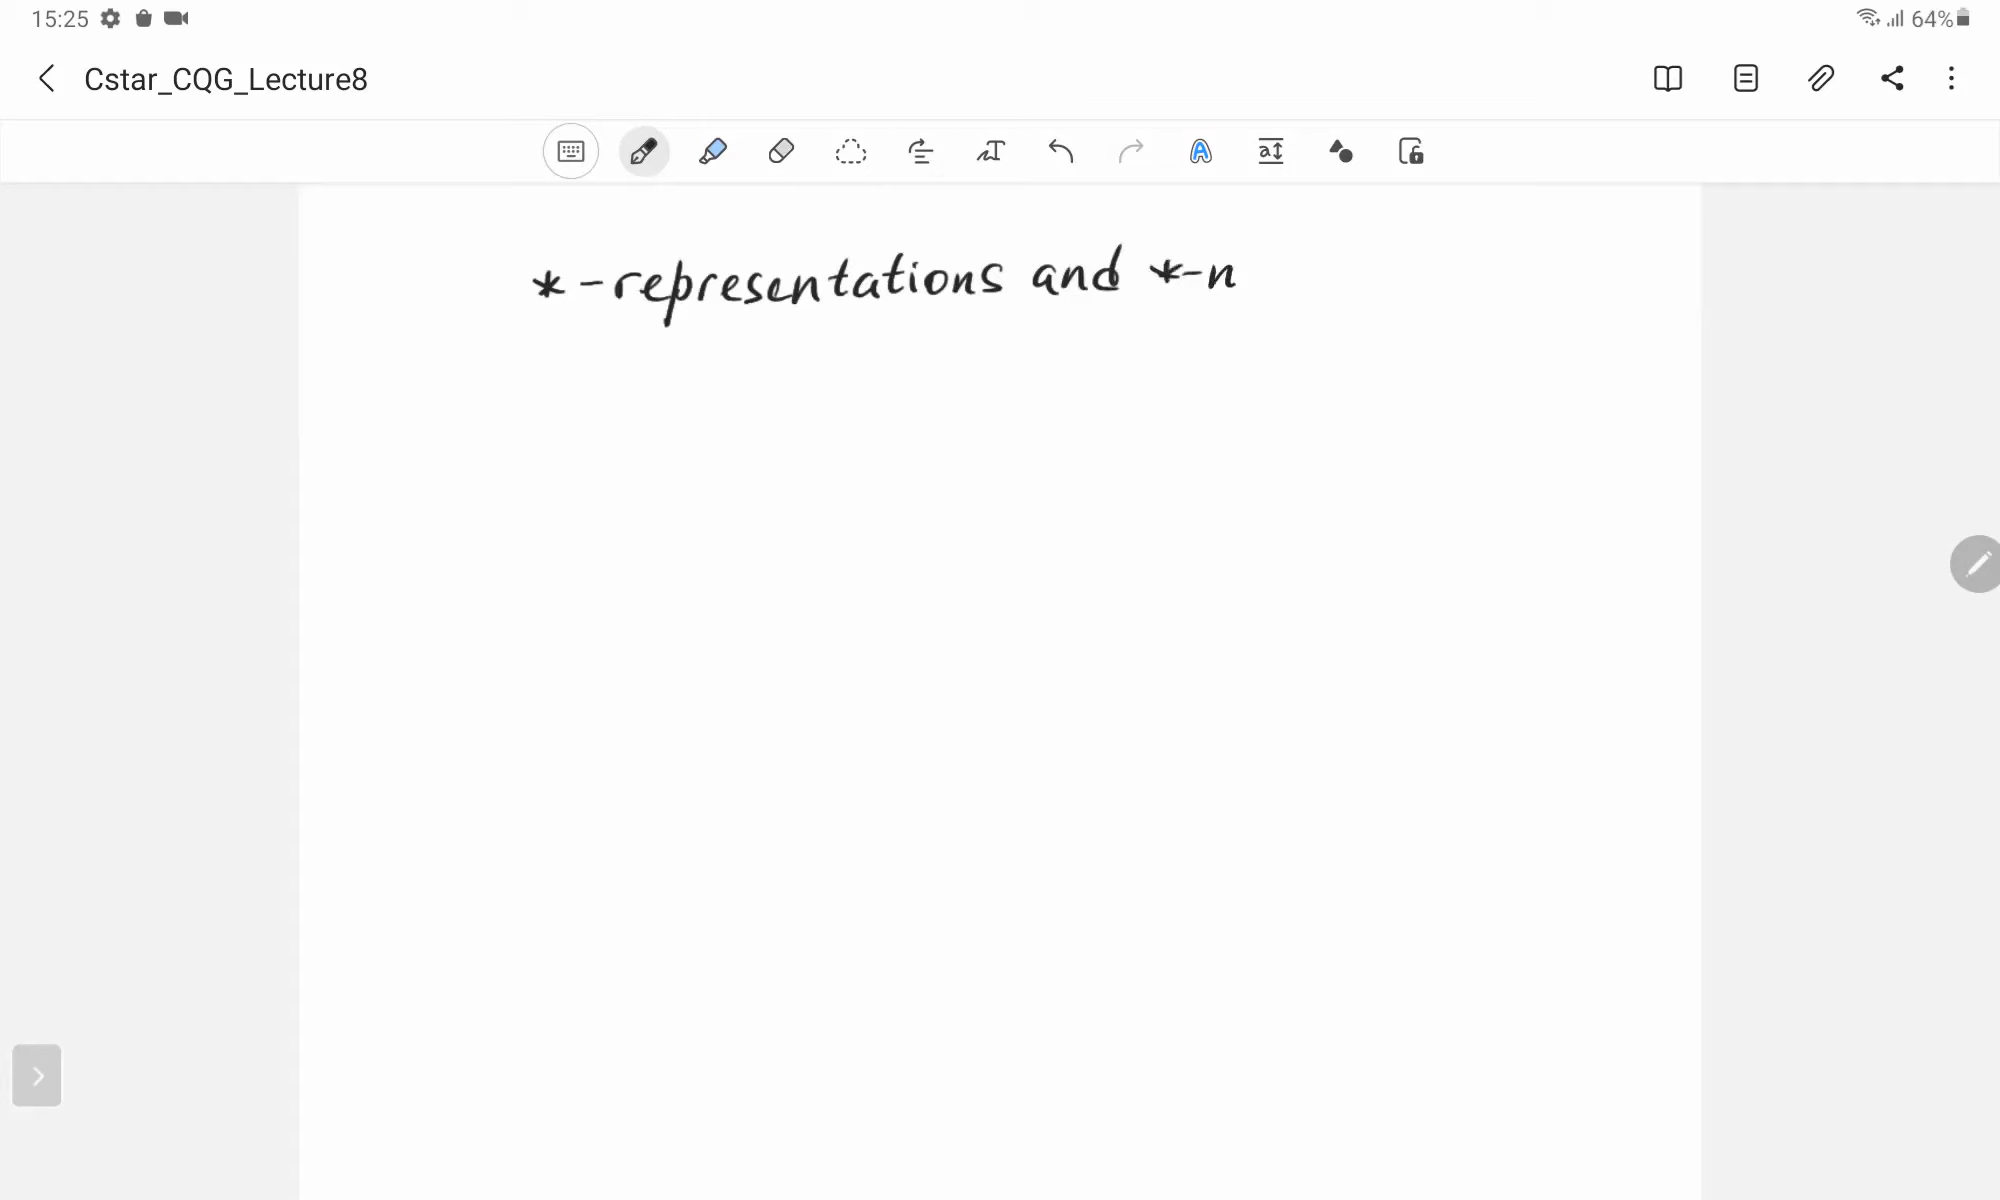 15:25 64%
Cstar_CQG_Lecture8
*-representations and *-n